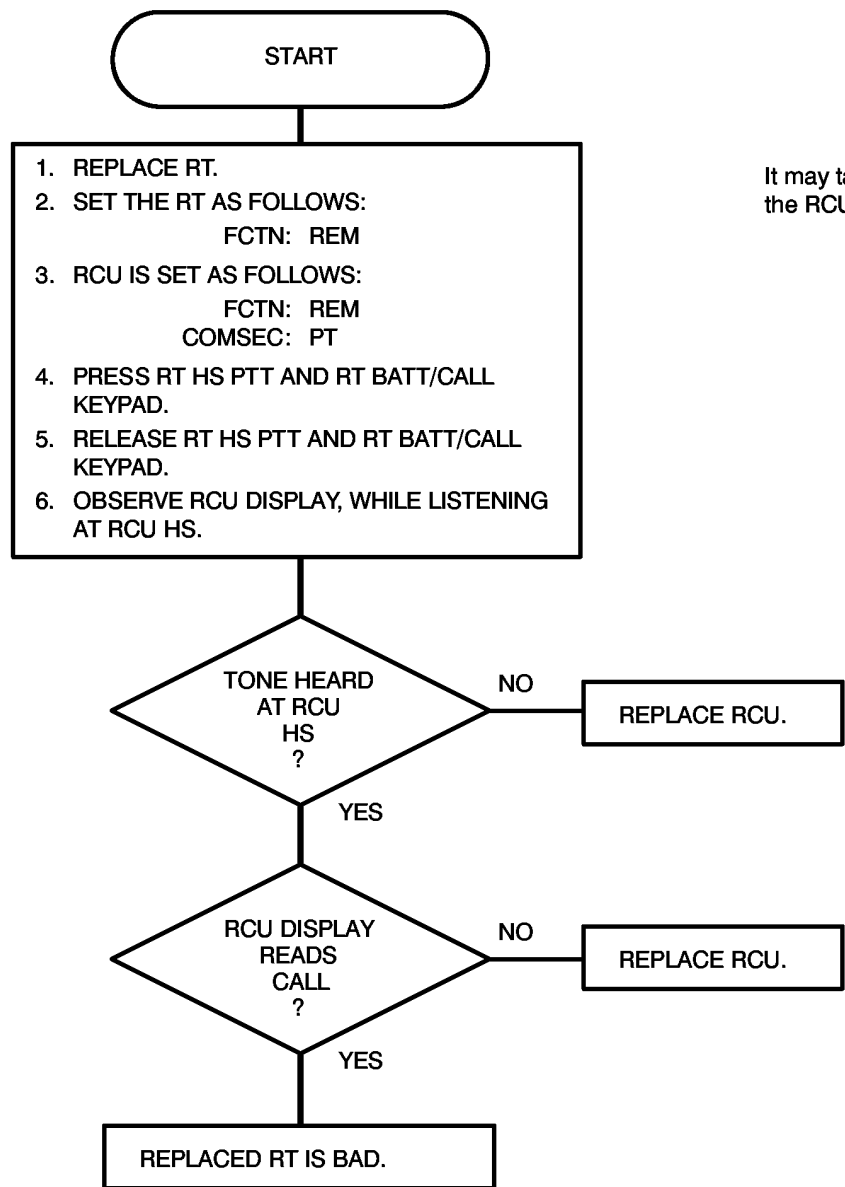 START
1. REPLACE RT.
2. SET THE RT AS FOLLOWS:
FCTN: REM
3. RCU IS SET AS FOLLOWS:
FCTN: REM
COMSEC: PT
4. PRESS RT HS PTT AND RT BATT/CALL
KEYPAD.
5. RELEASE RT HS PTT AND RT BATT/CALL
KEYPAD.
6. OBSERVE RCU DISPLAY, WHILE LISTENING
AT RCU HS.
It may
the RCU
TONE HEARD
AT RCU
HS
?
NO
REPLACE RCU.
YES
RCU DISPLAY
READS
CALL
?
NO
REPLACE RCU.
YES
REPLACED RT IS BAD.